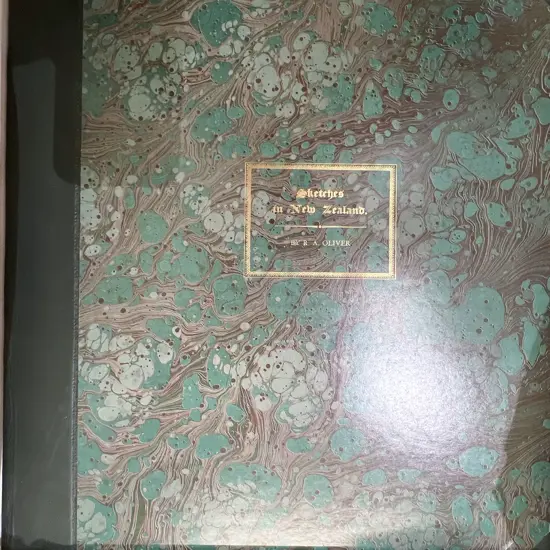 Sketches
in New Zealand.
By R. A. OLIVER